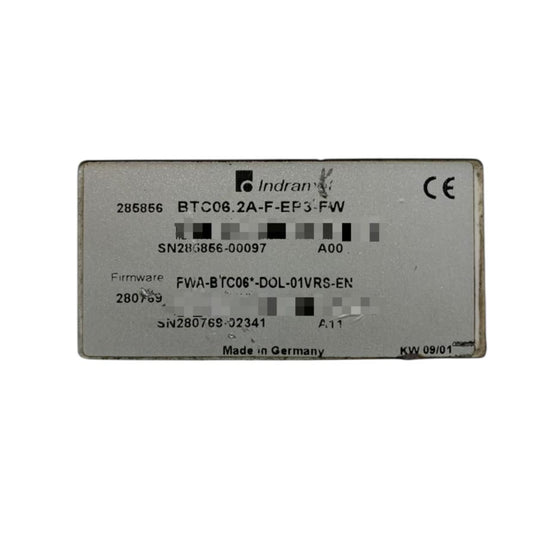 Indramat
CE
285856 BTC06.2A-F-EP3-FW
SN286856-00097 A00
Firmware FWA-BTC06*-DOL-01VRS-EN
280769
SN280769-02341 A11
Made in Germany KW 09/01